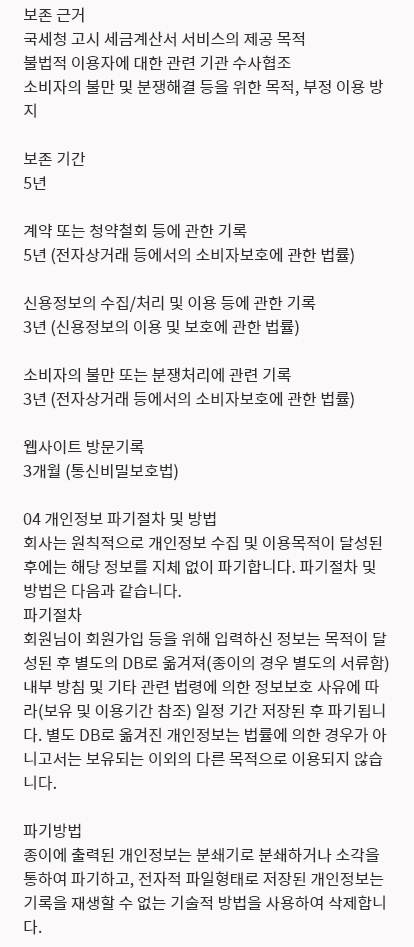 보존 근거
국세청 고시 세금계산서 서비스의 제공 목적
불법적 이용자에 대한 관련 기관 수사협조
소비자의 불만 및 분쟁해결 등을 위한 목적, 부정 이용 방
지
보존 기간
5년
계약 또는 청약철회 등에 관한 기록
5년 (전자상거래 등에서의 소비자보호에 관한 법률)
신용정보의 수집/처리 및 이용 등에 관한 기록
3년 (신용정보의 이용 및 보호에 관한 법률)
소비자의 불만 또는 분쟁처리에 관련 기록
3년 (전자상거래 등에서의 소비자보호에 관한 법률)
웹사이트 방문기록
3개월 (통신비밀보호법)
04 개인정보 파기절차 및 방법
회사는 원칙적으로 개인정보 수집 및 이용목적이 달성된
후에는 해당 정보를 지체 없이 파기합니다. 파기절차 및
방법은 다음과 같습니다.
파기절차
회원님이 회원가입 등을 위해 입력하신 정보는 목적이 달
성된 후 별도의 DB로 옮겨져(종이의 경우 별도의 서류함)
내부 방침 및 기타 관련 법령에 의한 정보보호 사유에 따
라(보유 및 이용기간 참조) 일정 기간 저장된 후 파기됩니
다. 별도 DB로 옮겨진 개인정보는 법률에 의한 경우가 아
니고서는 보유되는 이외의 다른 목적으로 이용되지 않습
니다.
파기방법
종이에 출력된 개인정보는 분쇄기로 분쇄하거나 소각을
통하여 파기하고, 전자적 파일형태로 저장된 개인정보는
기록을 재생할 수 없는 기술적 방법을 사용하여 삭제합니
다.